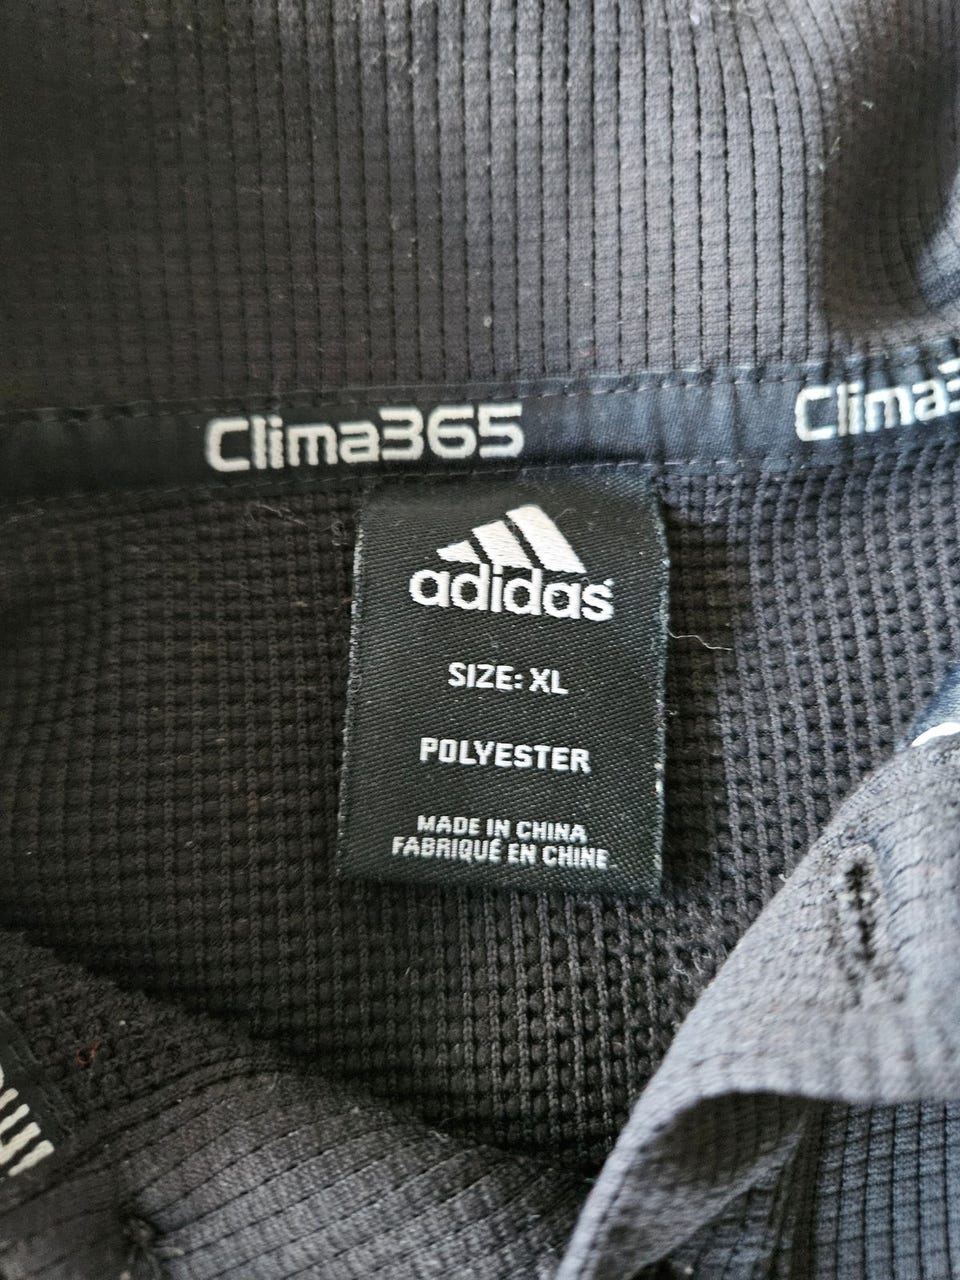 Clima365
Clima3
adidas
SIZE: XL
POLYESTER
MADE IN CHINA
FABRIQUÉ EN CHINE